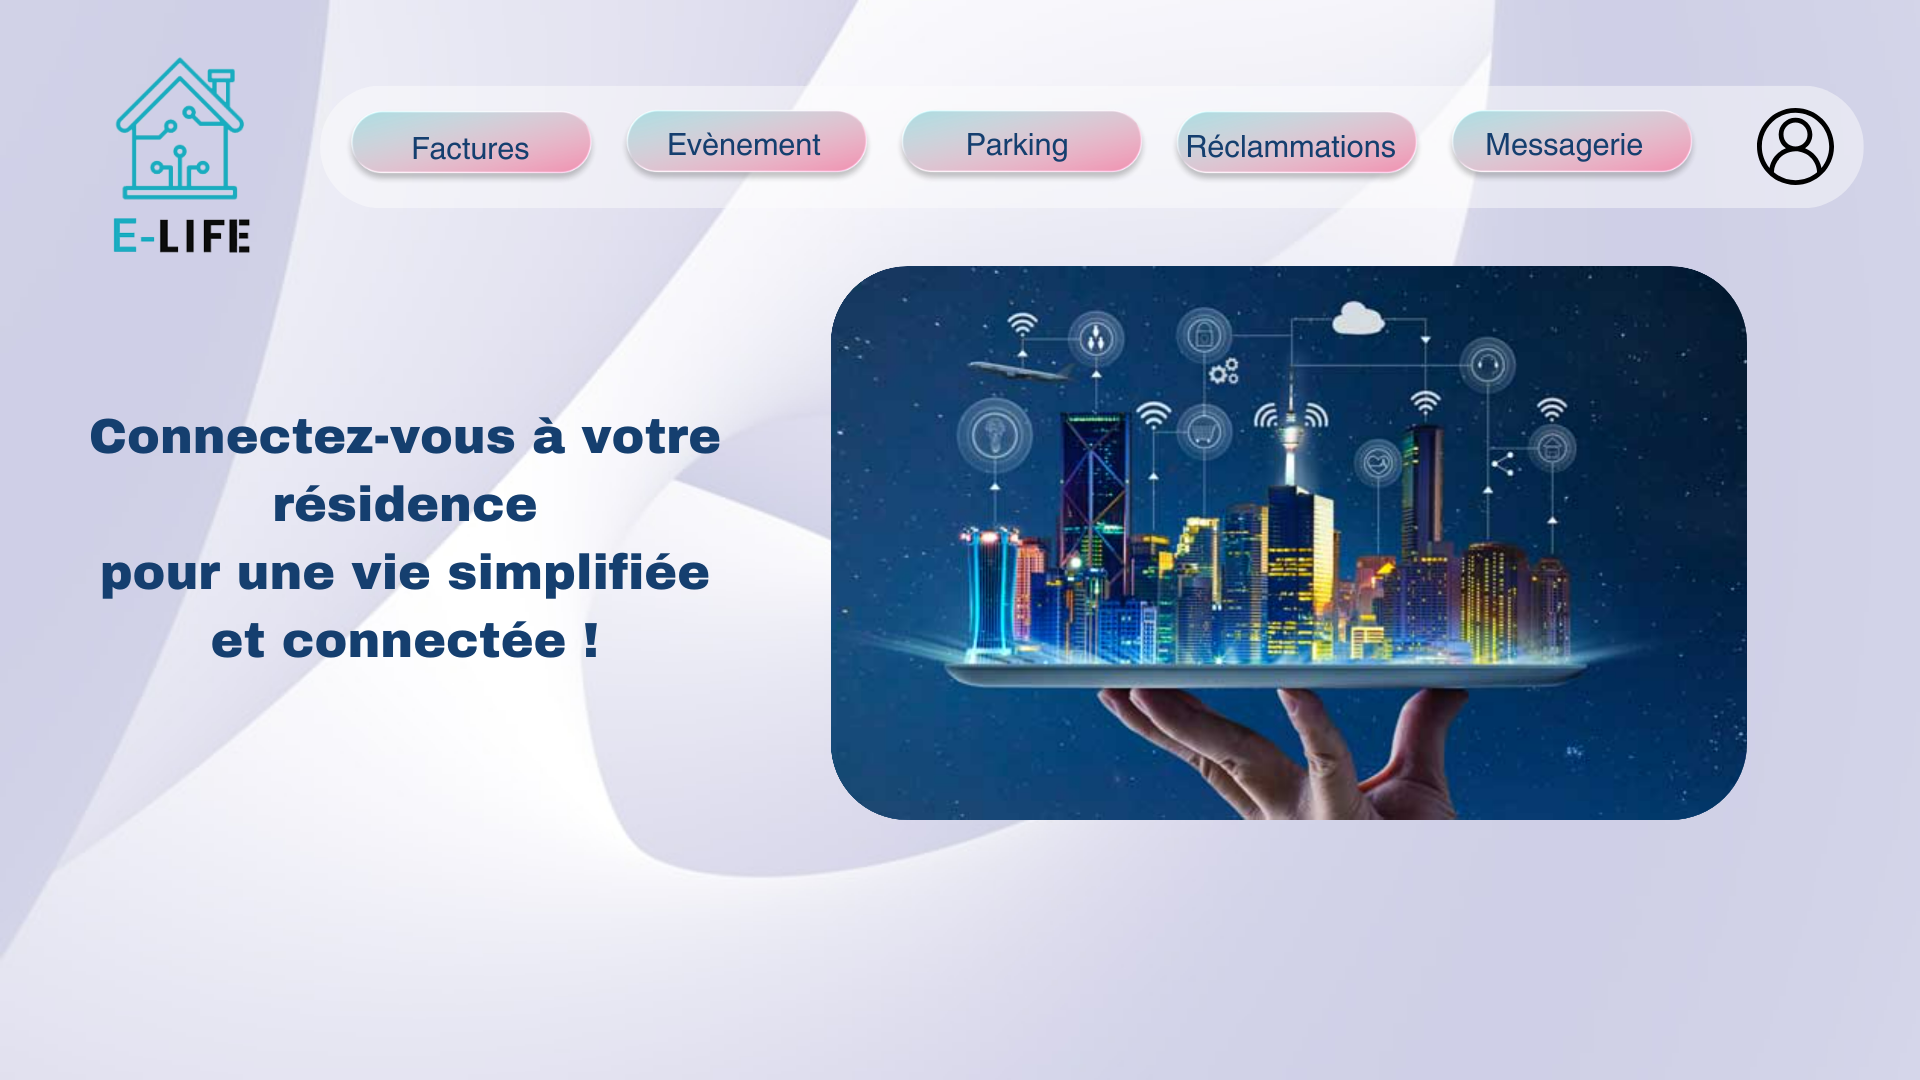 E-LIFE
Factures
Evènement
Parking
Réclammations
Messagerie
Connectez-vous à votre
résidence
pour une vie simplifiée
et connectée !